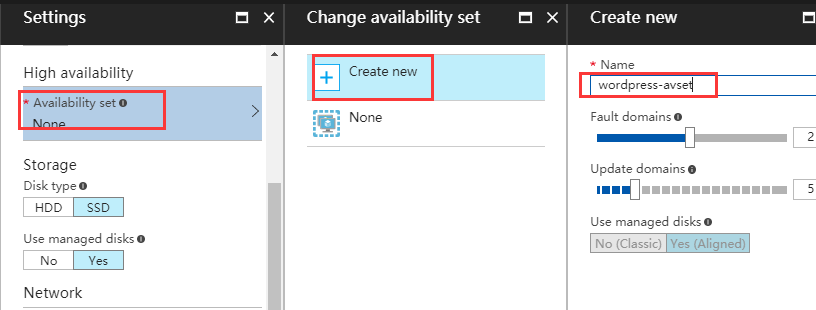 Settings
High availability
* Availability set
None
Storage
Disk type
HDD SSD
Use managed disks
No Yes
Network
Change availability set
Create new
None
Create new
* Name
wordpress-avset
Fault domains
2
Update domains
5
Use managed disks
No (Classic) Yes (Aligned)